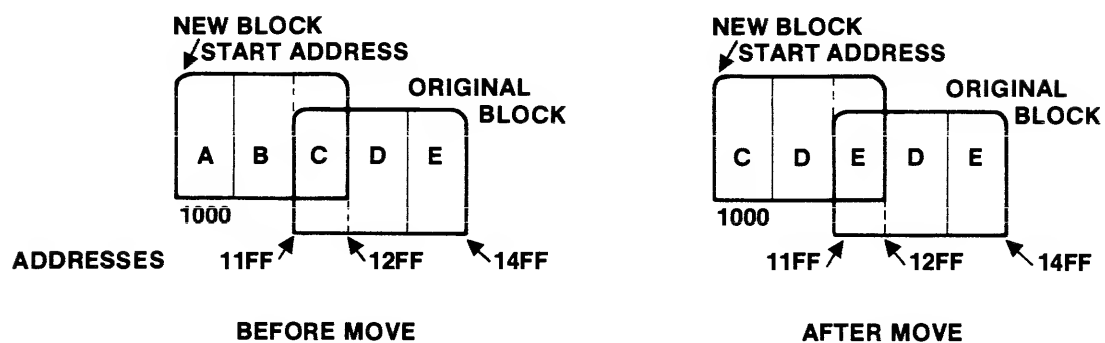 NEW BLOCK
START ADDRESS
ORIGINAL
BLOCK
A B C D E
1000
ADDRESSES 11FF 12FF 14FF
BEFORE MOVE
NEW BLOCK
START ADDRESS
ORIGINAL
BLOCK
C D E D E
1000
11FF 12FF 14FF
AFTER MOVE